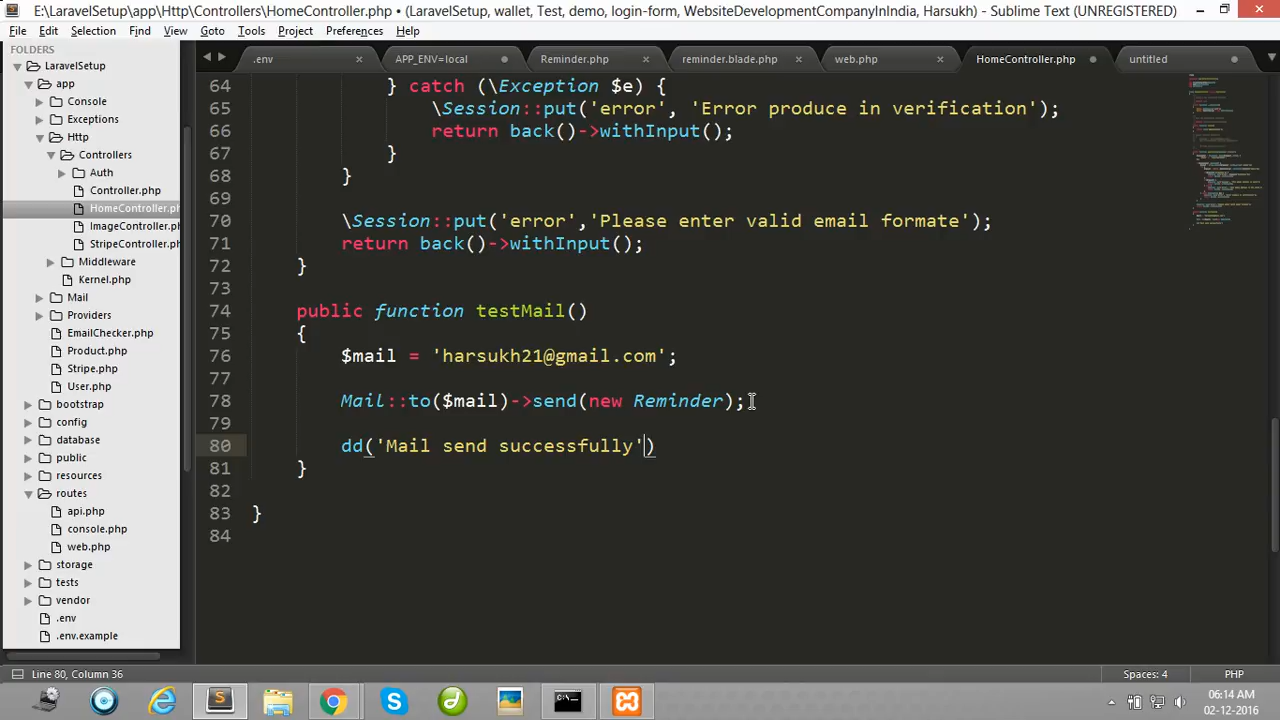 E:\LaravelSetup\app\Http\Controllers\HomeController.php • (LaravelSetup, wallet, Test, demo, login-form, WebsiteDevelopmentCompanyInIndia, Harsukh) - Sublime Text (UNREGISTERED)
File Edit Selection Find View Goto Tools Project Preferences Help
FOLDERS
LaravelSetup
app
Console
Exceptions
Http
Controllers
Auth
Controller.php
HomeController.ph
ImageController.ph
StripeController.ph
Middleware
Kernel.php
Mail
Providers
EmailChecker.php
Product.php
Stripe.php
User.php
bootstrap
config
database
public
resources
routes
api.php
console.php
web.php
storage
tests
vendor
.env
.env.example
.env APP_ENV=local Reminder.php reminder.blade.php web.php HomeController.php untitled
64 } catch (\Exception $e) {
65 \Session::put('error', 'Error produce in verification');
66 return back()->withInput();
67 }
68 }
69
70 \Session::put('error','Please enter valid email formate');
71 return back()->withInput();
72 }
73
74 public function testMail()
75 {
76 $mail = 'harsukh21@gmail.com';
77
78 Mail::to($mail)->send(new Reminder);
79
80 dd('Mail send successfully')
81 }
82
83 }
84
Line 80, Column 36 Spaces: 4 PHP
06:14 AM
02-12-2016